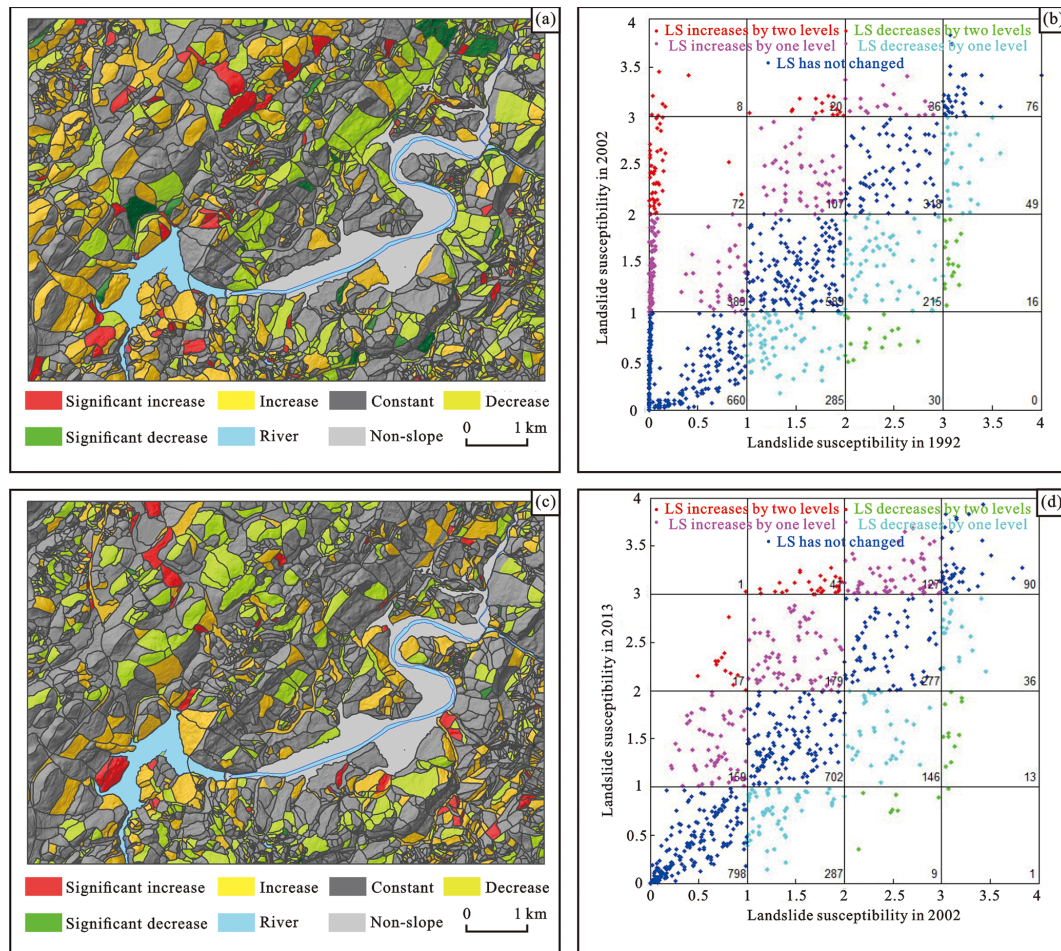 (a)
Significant increase Increase Constant Decrease
Significant decrease River Non-slope 0 1 km
(b)
LS increases by two levels LS decreases by two levels
LS increases by one level LS decreases by one level
LS has not changed
Landslide susceptibility in 2002
4
3.5
3
2.5
2
1.5
1
0.5
0
8 20 36 76
72 107 318 49
389 589 215 16
660 285 30 0
0 0.5 1 1.5 2 2.5 3 3.5 4
Landslide susceptibility in 1992
(c)
Significant increase Increase Constant Decrease
Significant decrease River Non-slope 0 1 km
(d)
LS increases by two levels LS decreases by two levels
LS increases by one level LS decreases by one level
LS has not changed
Landslide susceptibility in 2013
4
3.5
3
2.5
2
1.5
1
0.5
0
1 127 90
17 179 277 36
159 702 146 13
798 287 9 1
0 0.5 1 1.5 2 2.5 3 3.5 4
Landslide susceptibility in 2002